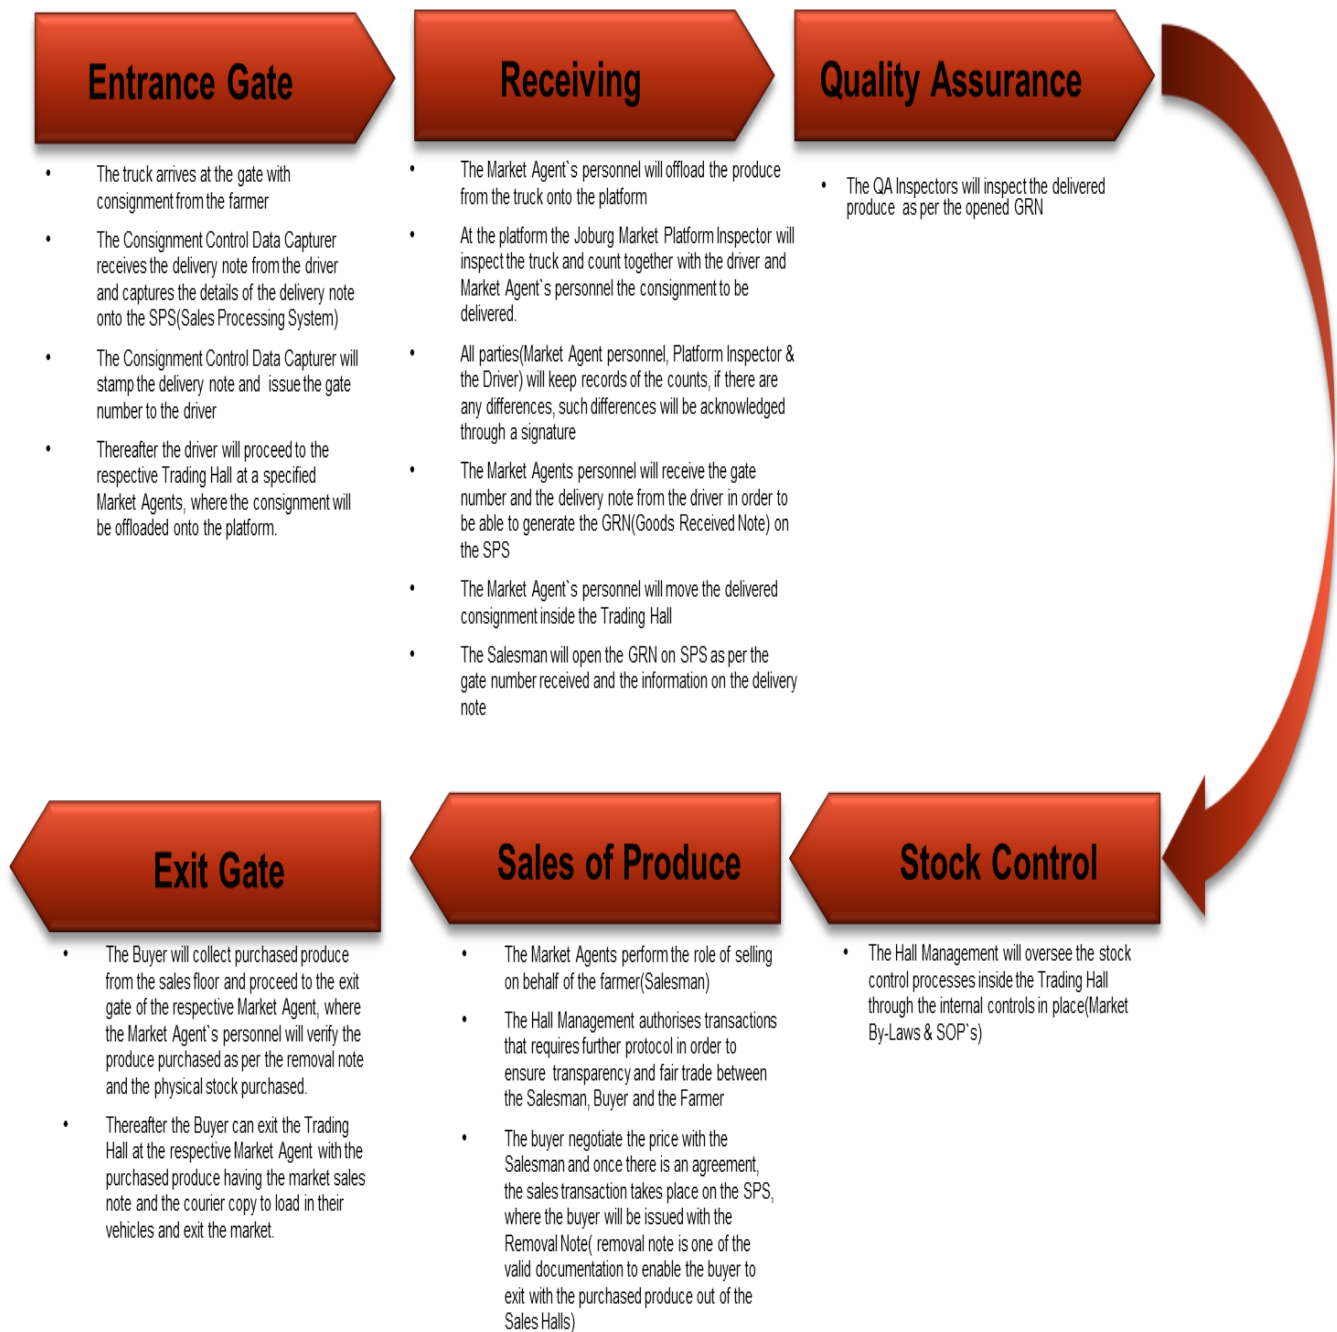 Entrance Gate
The truck arrives at the gate with
consignment from the farmer
The Consignment Control Data Capturer
receives the delivery note from the driver
and captures the details of the delivery note
onto the SPS(Sales Processing System)
The Consignment Control Data Capturer will
stamp the delivery note and issue the gate
number to the driver
Thereafter the driver will proceed to the
respective Trading Hall at a specified
Market Agents, where the consignment will
be offloaded onto the platform.
Receiving
The Market Agent`s personnel will offload the produce
from the truck onto the platform
At the platform the Joburg Market Platform Inspector will
inspect the truck and count together with the driver and
Market Agent`s personnel the consignment to be
delivered.
All parties(Market Agent personnel, Platform Inspector &
the Driver) will keep records of the counts, if there are
any differences, such differences will be acknowledged
through a signature
The Market Agents personnel will receive the gate
number and the delivery note from the driver in order to
be able to generate the GRN(Goods Received Note) on
the SPS
The Market Agent`s personnel will move the delivered
consignment inside the Trading Hall
The Salesman will open the GRN on SPS as per the
gate number received and the information on the delivery
note
Quality Assurance
The QA Inspectors will inspect the delivered
produce as per the opened GRN
Stock Control
The Hall Management will oversee the stock
control processes inside the Trading Hall
through the internal controls in place(Market
By-Laws & SOP`s)
Sales of Produce
The Market Agents perform the role of selling
on behalf of the farmer(Salesman)
The Hall Management authorises transactions
that requires further protocol in order to
ensure transparency and fair trade between
the Salesman, Buyer and the Farmer
The buyer negotiate the price with the
Salesman and once there is an agreement,
the sales transaction takes place on the SPS,
where the buyer will be issued with the
Removal Note( removal note is one of the
valid documentation to enable the buyer to
exit with the purchased produce out of the
Sales Halls)
Exit Gate
The Buyer will collect purchased produce
from the sales floor and proceed to the exit
gate of the respective Market Agent, where
the Market Agent`s personnel will verify the
produce purchased as per the removal note
and the physical stock purchased.
Thereafter the Buyer can exit the Trading
Hall at the respective Market Agent with the
purchased produce having the market sales
note and the courier copy to load in their
vehicles and exit the market.